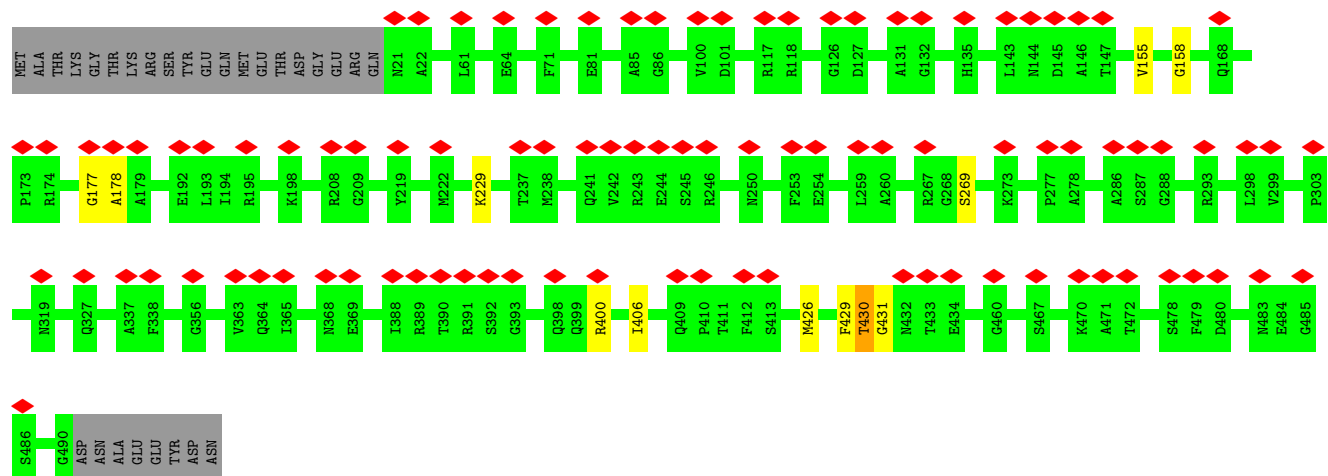 MET ALA THR LYS GLY THR LYS ARG SER TYR GLU GLN MET GLU THR ASP GLY GLU ARG GLN N21 A22 L61 E64 F71 E81 A85 G86 V100 D101 R117 R118 G126 D127 A131 G132 H135 L143 N144 D145 A146 T147 V155 G158 Q168
P173 R174 G177 A178 A179 E192 L193 I194 R195 K198 R208 G209 Y219 M222 K229 T237 M238 Q241 V242 R243 E244 S245 R246 N250 F253 E254 L259 A260 R267 G268 S269 K273 P277 A278 A286 S287 G288 R293 L298 V299 P303
N319 Q327 A337 F338 G356 V363 Q364 I365 N368 E369 I388 R389 T390 R391 S392 G393 Q398 Q399 R400 I406 Q409 P410 T411 F412 S413 M426 F429 T430 G431 N432 T433 E434 G460 S467 K470 A471 T472 S478 F479 D480 N483 E484 G485
S486 G490 ASP ASN ALA GLU GLU TYR ASP ASN